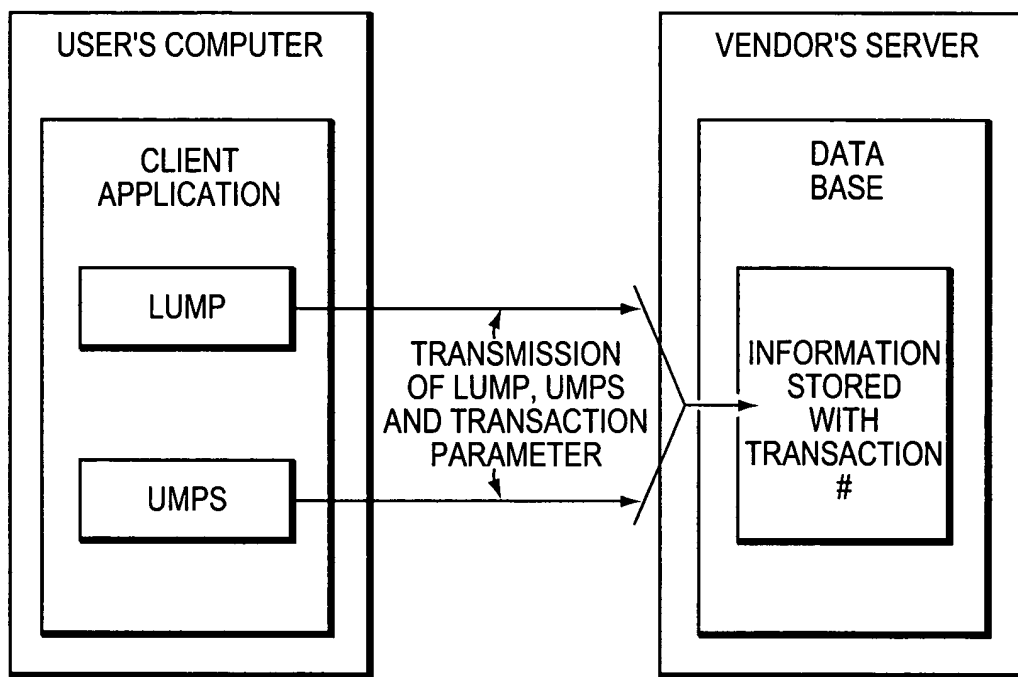 USER'S COMPUTER
CLIENT
APPLICATION
LUMP
UMPS
TRANSMISSION
OF LUMP, UMPS
AND TRANSACTION
PARAMETER
VENDOR'S SERVER
DATA
BASE
INFORMATION
STORED
WITH
TRANSACTION
#